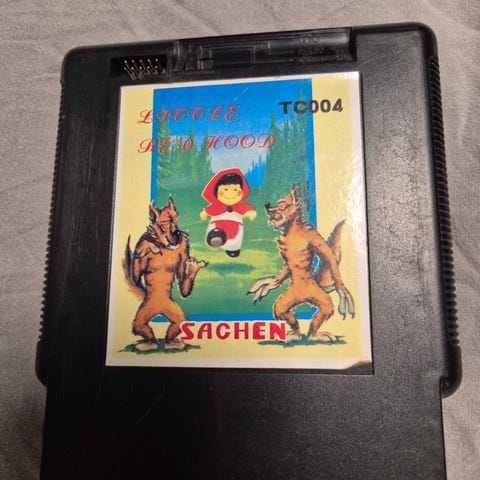 LITTLE
TC004
RED HOOD
SACHEN